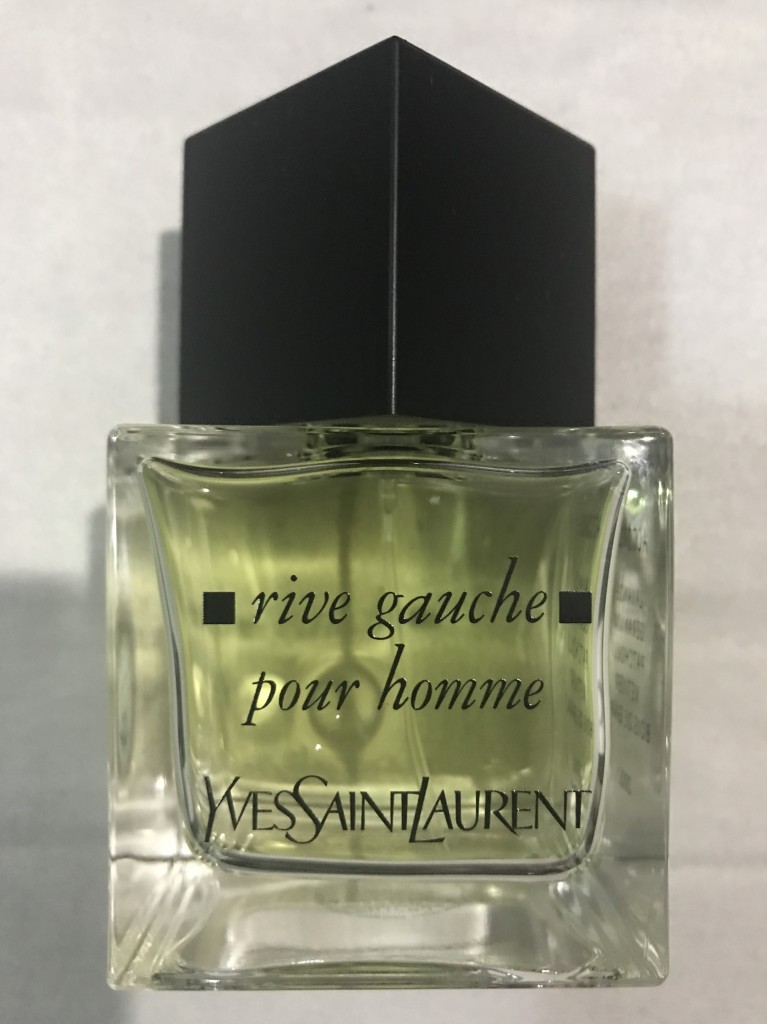 rive gauche
pour homme
YVESSAINTLAURENT